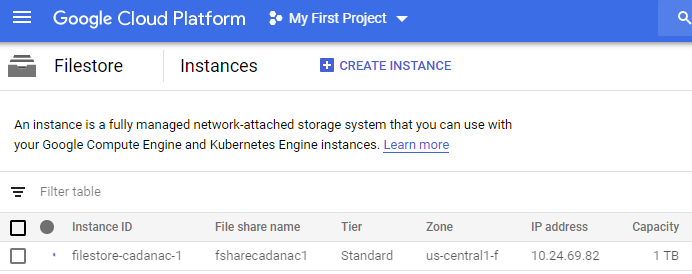 Google Cloud Platform My First Project
Filestore Instances CREATE INSTANCE
An instance is a fully managed network-attached storage system that you can use with
your Google Compute Engine and Kubernetes Engine instances. Learn more
Filter table
Instance ID File share name Tier Zone IP address Capacity
filestore-cadanac-1 fsharecadanac1 Standard us-central1-f 10.24.69.82 1 TB